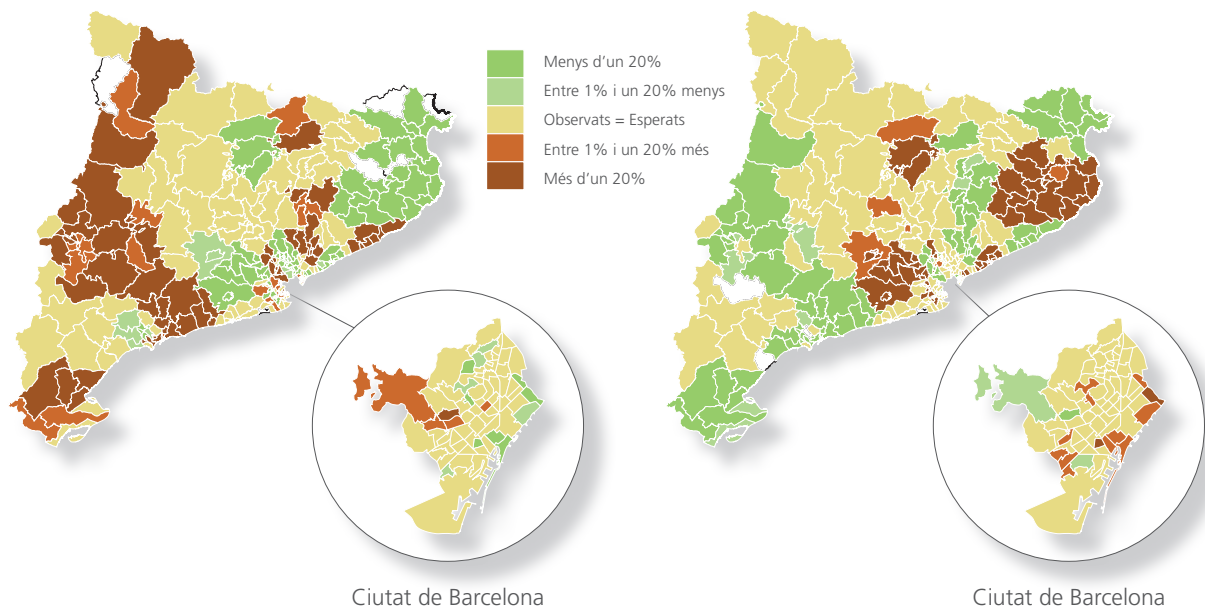 Menys d’un 20%
Entre 1% i un 20% menys
Observats = Esperats
Entre 1% i un 20% més
Més d’un 20%
Ciutat de Barcelona
Ciutat de Barcelona